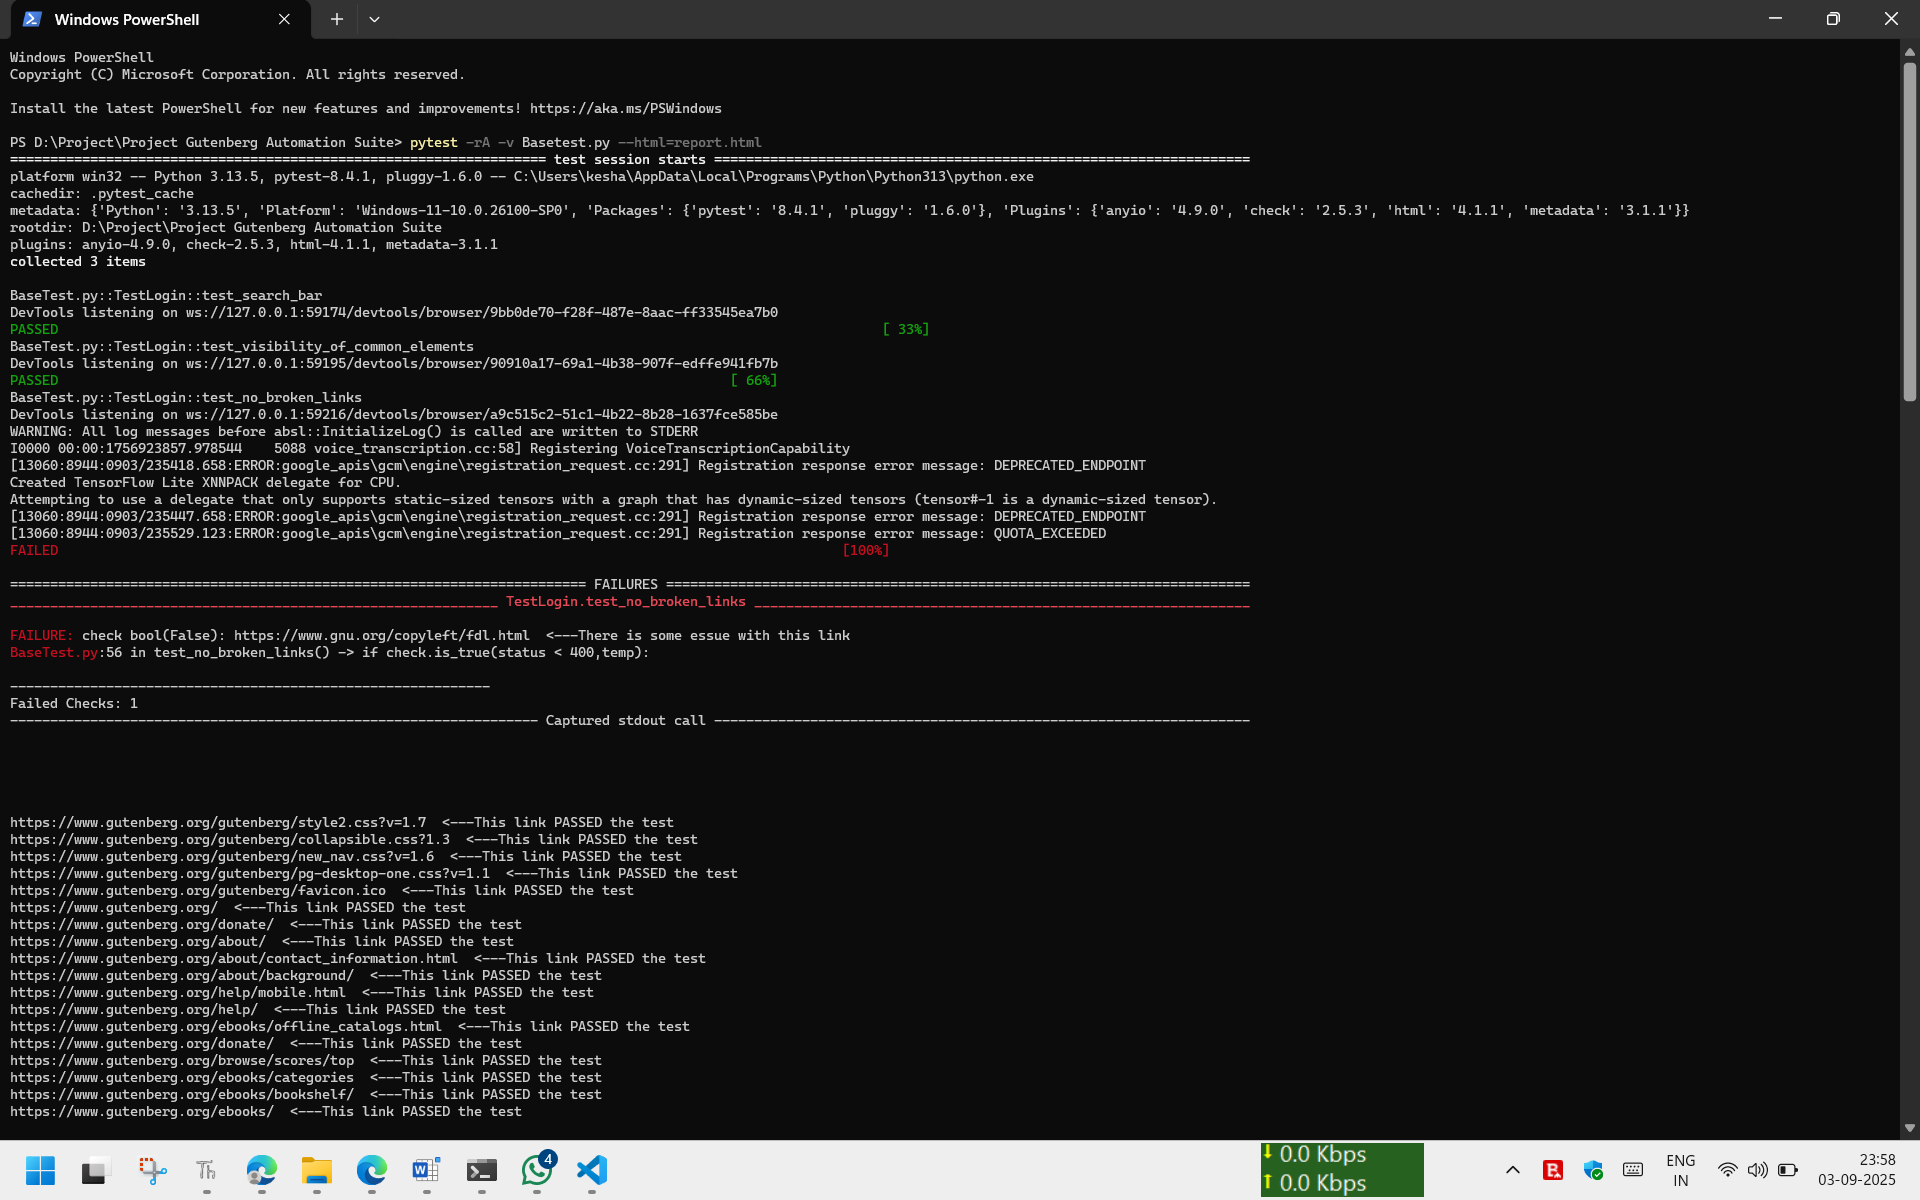 Windows PowerShell
Windows PowerShell
Copyright (C) Microsoft Corporation. All rights reserved.
Install the latest PowerShell for new features and improvements! https://aka.ms/PSWindows
PS D:\Project\Project Gutenberg Automation Suite> pytest -rA -v Basetest.py --html=report.html
=================================================================== test session starts ===================================================================
platform win32 -- Python 3.13.5, pytest-8.4.1, pluggy-1.6.0 -- C:\Users\kesha\AppData\Local\Programs\Python\Python313\python.exe
cachedir: .pytest_cache
metadata: {'Python': '3.13.5', 'Platform': 'Windows-11-10.0.26100-SP0', 'Packages': {'pytest': '8.4.1', 'pluggy': '1.6.0'}, 'Plugins': {'anyio': '4.9.0', 'check': '2.5.3', 'html': '4.1.1', 'metadata': '3.1.1'}}
rootdir: D:\Project\Project Gutenberg Automation Suite
plugins: anyio-4.9.0, check-2.5.3, html-4.1.1, metadata-3.1.1
collected 3 items
BaseTest.py::TestLogin::test_search_bar
DevTools listening on ws://127.0.0.1:59174/devtools/browser/9bb0de70-f28f-487e-8aac-ff33545ea7b0
PASSED [ 33%]
BaseTest.py::TestLogin::test_visibility_of_common_elements
DevTools listening on ws://127.0.0.1:59195/devtools/browser/90910a17-69a1-4b38-907f-edffe941fb7b
PASSED [ 66%]
BaseTest.py::TestLogin::test_no_broken_links
DevTools listening on ws://127.0.0.1:59216/devtools/browser/a9c515c2-51c1-4b22-8b28-1637fce585be
WARNING: All log messages before absl::InitializeLog() is called are written to STDERR
I0000 00:00:1756923857.978544    5088 voice_transcription.cc:58] Registering VoiceTranscriptionCapability
[13060:8944:0903/235418.658:ERROR:google_apis\gcm\engine\registration_request.cc:291] Registration response error message: DEPRECATED_ENDPOINT
Created TensorFlow Lite XNNPACK delegate for CPU.
Attempting to use a delegate that only supports static-sized tensors with a graph that has dynamic-sized tensors (tensor#-1 is a dynamic-sized tensor).
[13060:8944:0903/235447.658:ERROR:google_apis\gcm\engine\registration_request.cc:291] Registration response error message: DEPRECATED_ENDPOINT
[13060:8944:0903/235529.123:ERROR:google_apis\gcm\engine\registration_request.cc:291] Registration response error message: QUOTA_EXCEEDED
FAILED [100%]
======================================================================== FAILURES =========================================================================
_____________________________________________________________ TestLogin.test_no_broken_links ______________________________________________________________
FAILURE: check bool(False): https://www.gnu.org/copyleft/fdl.html  <---There is some essue with this link
BaseTest.py:56 in test_no_broken_links() -> if check.is_true(status < 400,temp):
------------------------------------------------------------
Failed Checks: 1
------------------------------------------------------------------ Captured stdout call -------------------------------------------------------------------
https://www.gutenberg.org/gutenberg/style2.css?v=1.7  <---This link PASSED the test
https://www.gutenberg.org/gutenberg/collapsible.css?1.3  <---This link PASSED the test
https://www.gutenberg.org/gutenberg/new_nav.css?v=1.6  <---This link PASSED the test
https://www.gutenberg.org/gutenberg/pg-desktop-one.css?v=1.1  <---This link PASSED the test
https://www.gutenberg.org/gutenberg/favicon.ico  <---This link PASSED the test
https://www.gutenberg.org/  <---This link PASSED the test
https://www.gutenberg.org/donate/  <---This link PASSED the test
https://www.gutenberg.org/about/  <---This link PASSED the test
https://www.gutenberg.org/about/contact_information.html  <---This link PASSED the test
https://www.gutenberg.org/about/background/  <---This link PASSED the test
https://www.gutenberg.org/help/mobile.html  <---This link PASSED the test
https://www.gutenberg.org/help/  <---This link PASSED the test
https://www.gutenberg.org/ebooks/offline_catalogs.html  <---This link PASSED the test
https://www.gutenberg.org/donate/  <---This link PASSED the test
https://www.gutenberg.org/browse/scores/top  <---This link PASSED the test
https://www.gutenberg.org/ebooks/categories  <---This link PASSED the test
https://www.gutenberg.org/ebooks/bookshelf/  <---This link PASSED the test
https://www.gutenberg.org/ebooks/  <---This link PASSED the test
Th
W
4
0.0 Kbps
0.0 Kbps
B
ENG
IN
23:58
03-09-2025